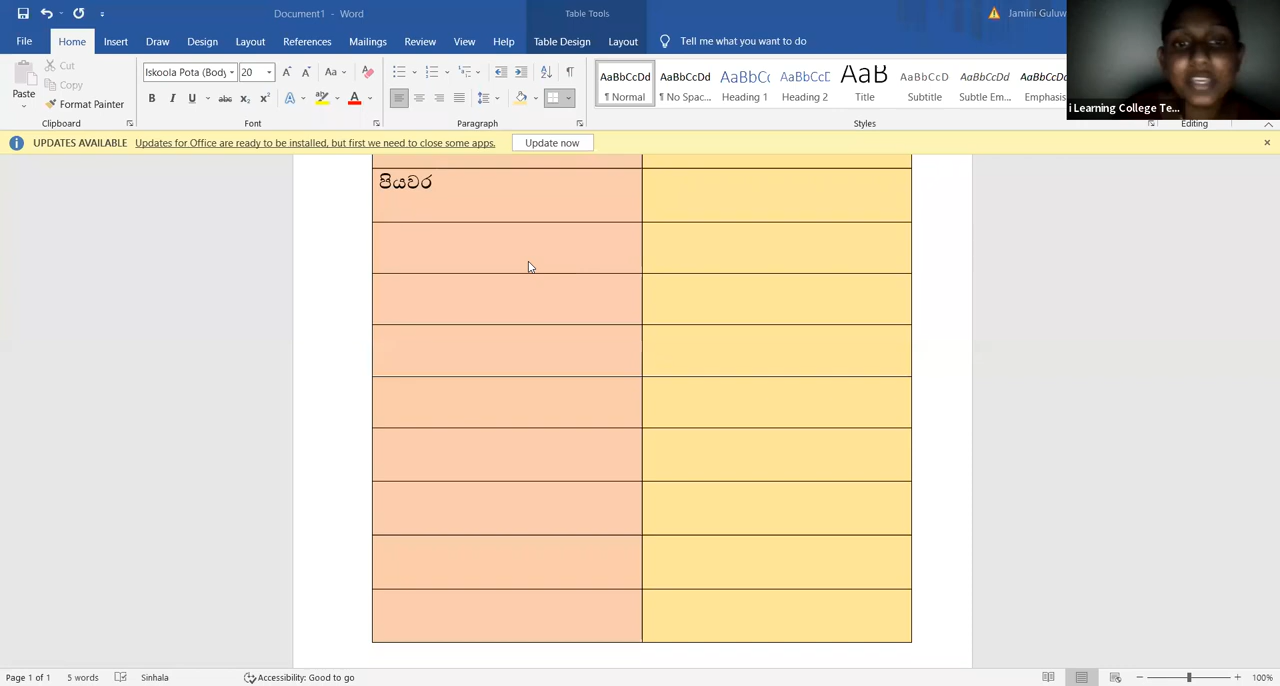 Document1 - Word
Table Tools
Jamini Guluw
File
Home
Insert
Draw
Design
Layout
References
Mailings
Review
View
Help
Table Design
Layout
Tell me what you want to do
Paste
Cut
Copy
Format Painter
Clipboard
Iskoola Pota (Body
20
Font
Paragraph
AaBbCcDd
¶ Normal
AaBbCcDd
¶ No Spac...
AaBbCc
Heading 1
AaBbCcD
Heading 2
AaB
Title
AaBbCcD
Subtitle
AaBbCcDd
Subtle Em...
AaBbCcDd
Emphasis
Styles
Editing
i Learning College Te...
UPDATES AVAILABLE Updates for Office are ready to be installed, but first we need to close some apps. Update now
පියවර
Page 1 of 1 5 words Sinhala Accessibility: Good to go 100%